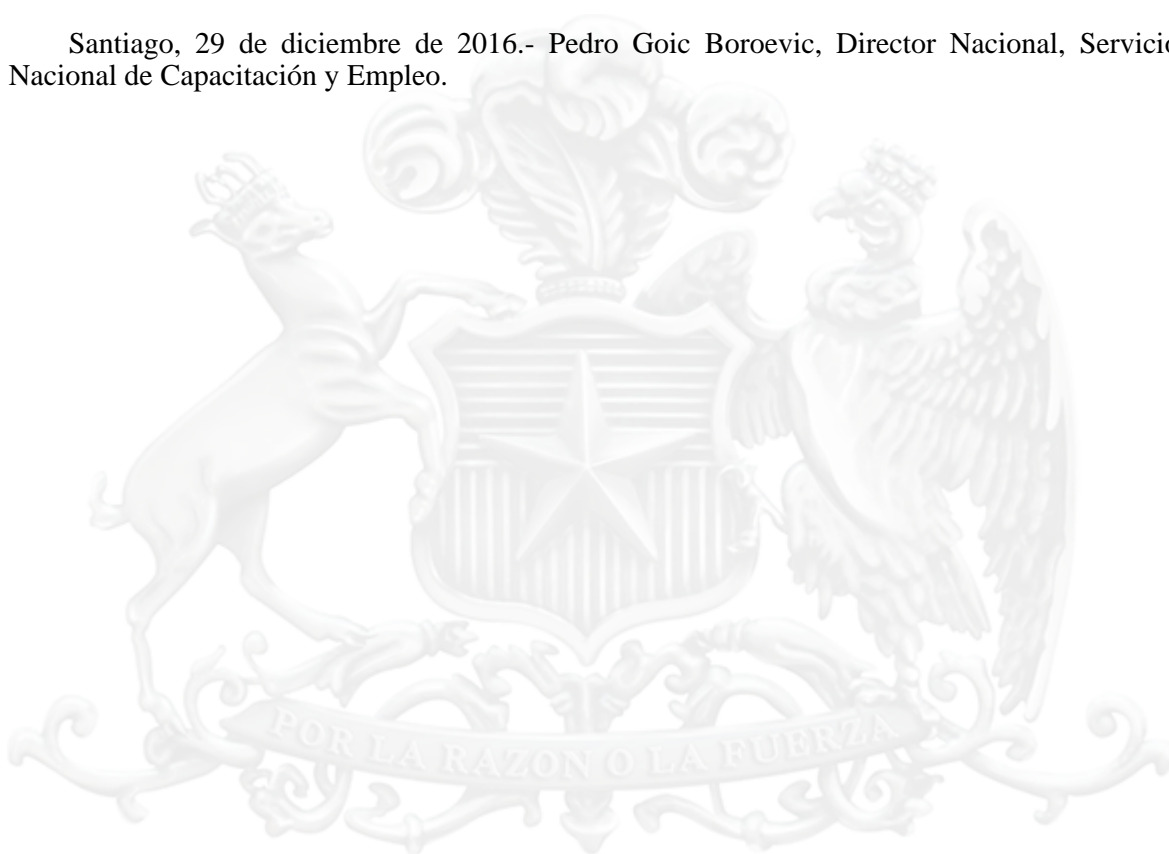 Santiago, 29 de diciembre de 2016.- Pedro Goic Boroevic, Director Nacional, Servicio
Nacional de Capacitación y Empleo.
POR LA RAZON O LA FUERZA